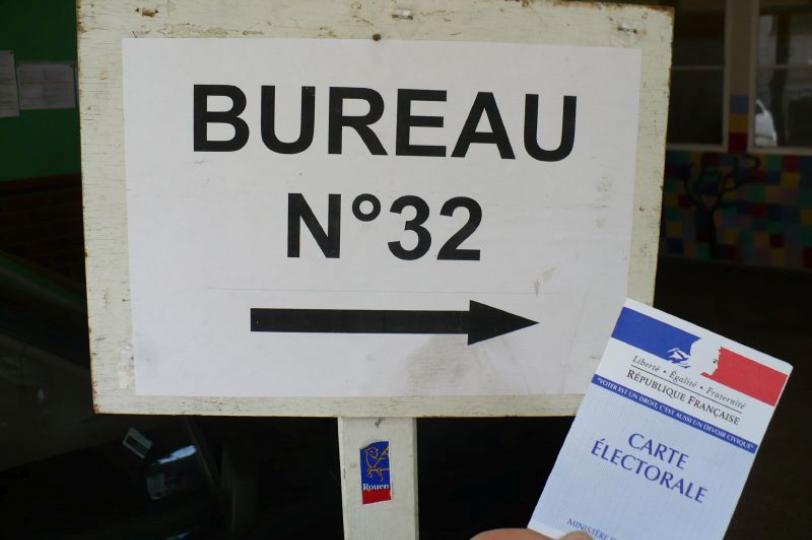 BUREAU
N°32
Liberté • Égalité • Fraternité
RÉPUBLIQUE FRANÇAISE
"VOTER EST UN DROIT, C'EST AUSSI UN DEVOIR CIVIQUE"
CARTE
ÉLECTORALE
MINISTÈRE
Rouen